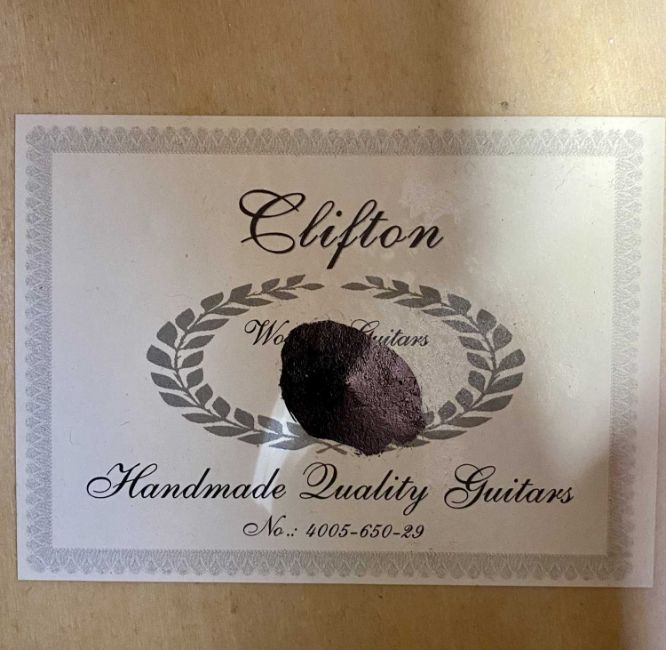 Clifton
Guitars
Handmade Quality Guitars
No.: 4005-650-29